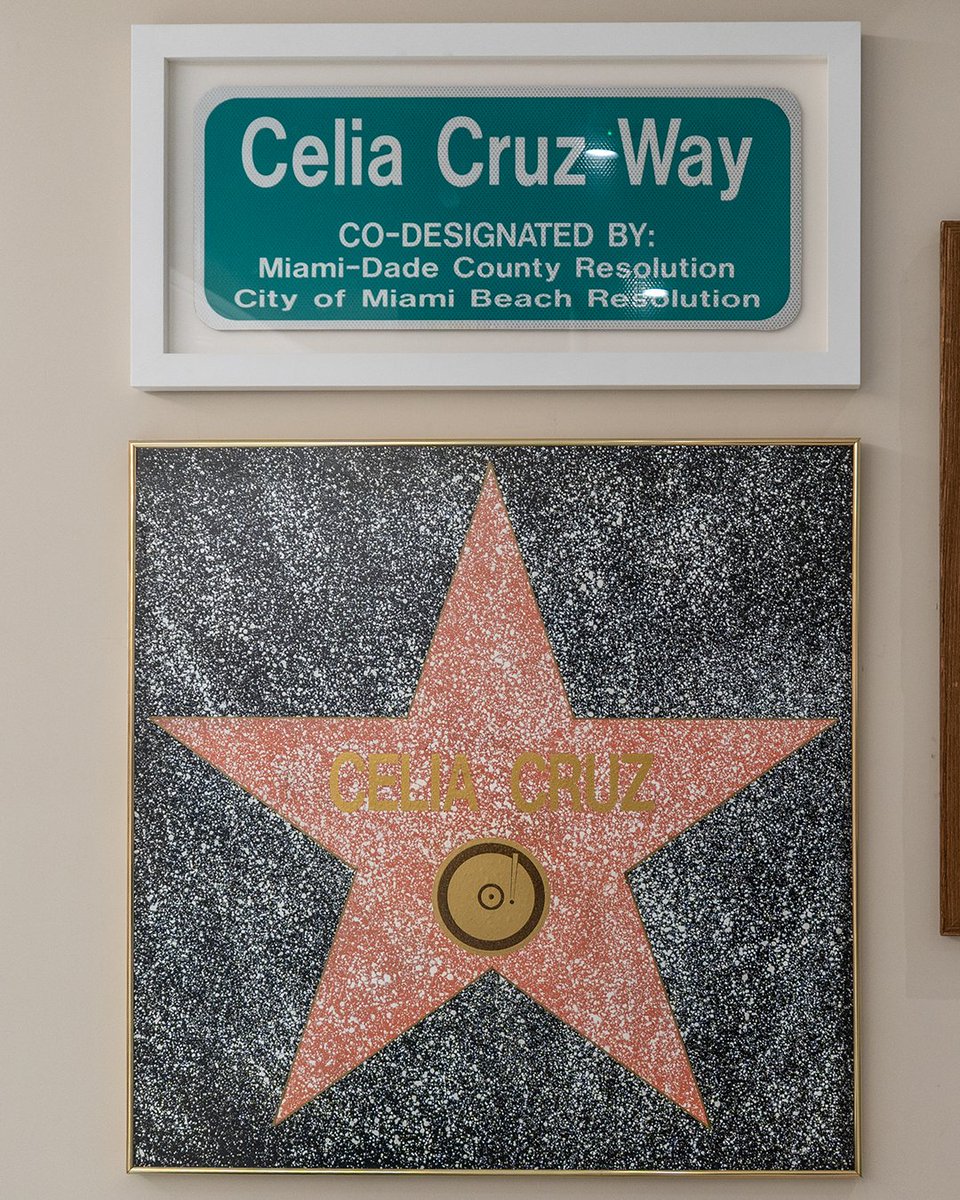 Celia Cruz Way
CO-DESIGNATED BY:
Miami-Dade County Resolution
City of Miami Beach Resolution
CELIA CRUZ